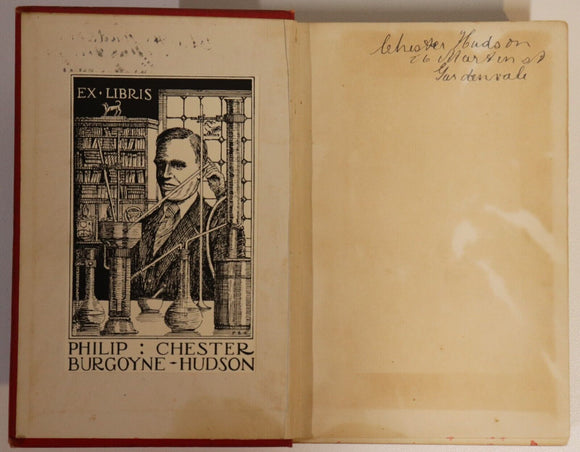 EX · LIBRIS
PHILIP : CHESTER
BURGOYNE - HUDSON
Chester Hudson
26 Martin st
Gardenvale